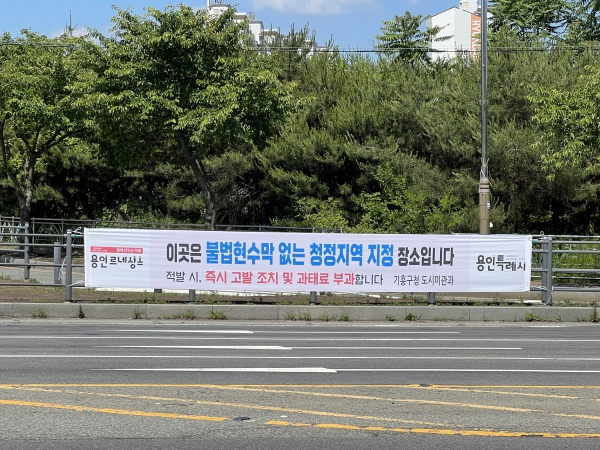 용인르네상스
이곳은 불법현수막 없는 청정지역 지정 장소입니다
적발 시, 즉시 고발 조치 및 과태료 부과합니다 기흥구청 도시미관과
용인특례시